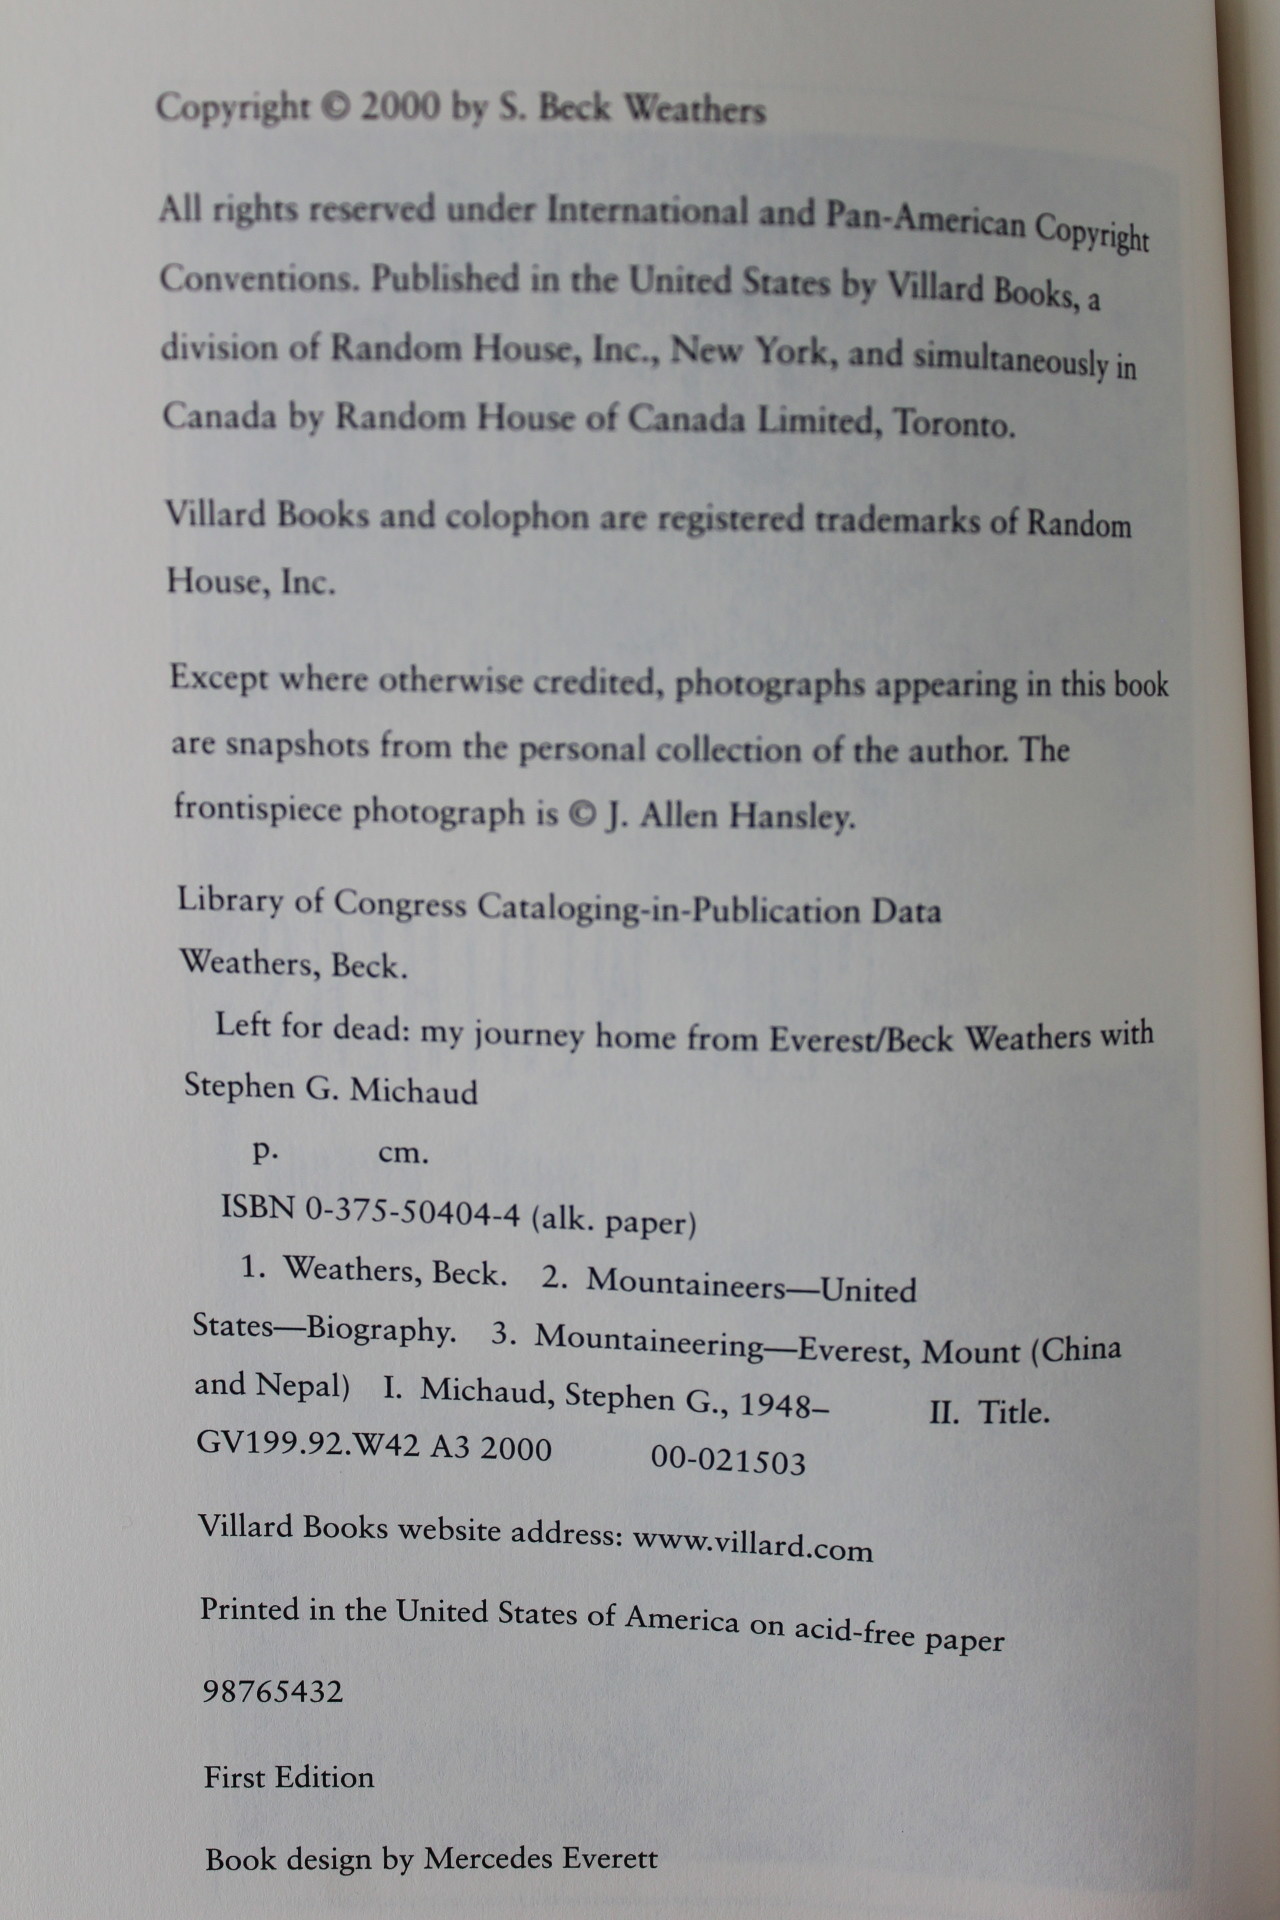 Copyright © 2000 by S. Beck Weathers
All rights reserved under International and Pan-American Copyright
Conventions. Published in the United States by Villard Books, a
division of Random House, Inc., New York, and simultaneously in
Canada by Random House of Canada Limited, Toronto.
Villard Books and colophon are registered trademarks of Random
House, Inc.
Except where otherwise credited, photographs appearing in this book
are snapshots from the personal collection of the author. The
frontispiece photograph is © J. Allen Hansley.
Library of Congress Cataloging-in-Publication Data
Weathers, Beck.
Left for dead: my journey home from Everest/Beck Weathers with
Stephen G. Michaud
p. cm.
ISBN 0-375-50404-4 (alk. paper)
1. Weathers, Beck. 2. Mountaineers—United
States—Biography. 3. Mountaineering—Everest, Mount (China
and Nepal) I. Michaud, Stephen G., 1948– II. Title.
GV199.92.W42 A3 2000 00-021503
Villard Books website address: www.villard.com
Printed in the United States of America on acid-free paper
98765432
First Edition
Book design by Mercedes Everett